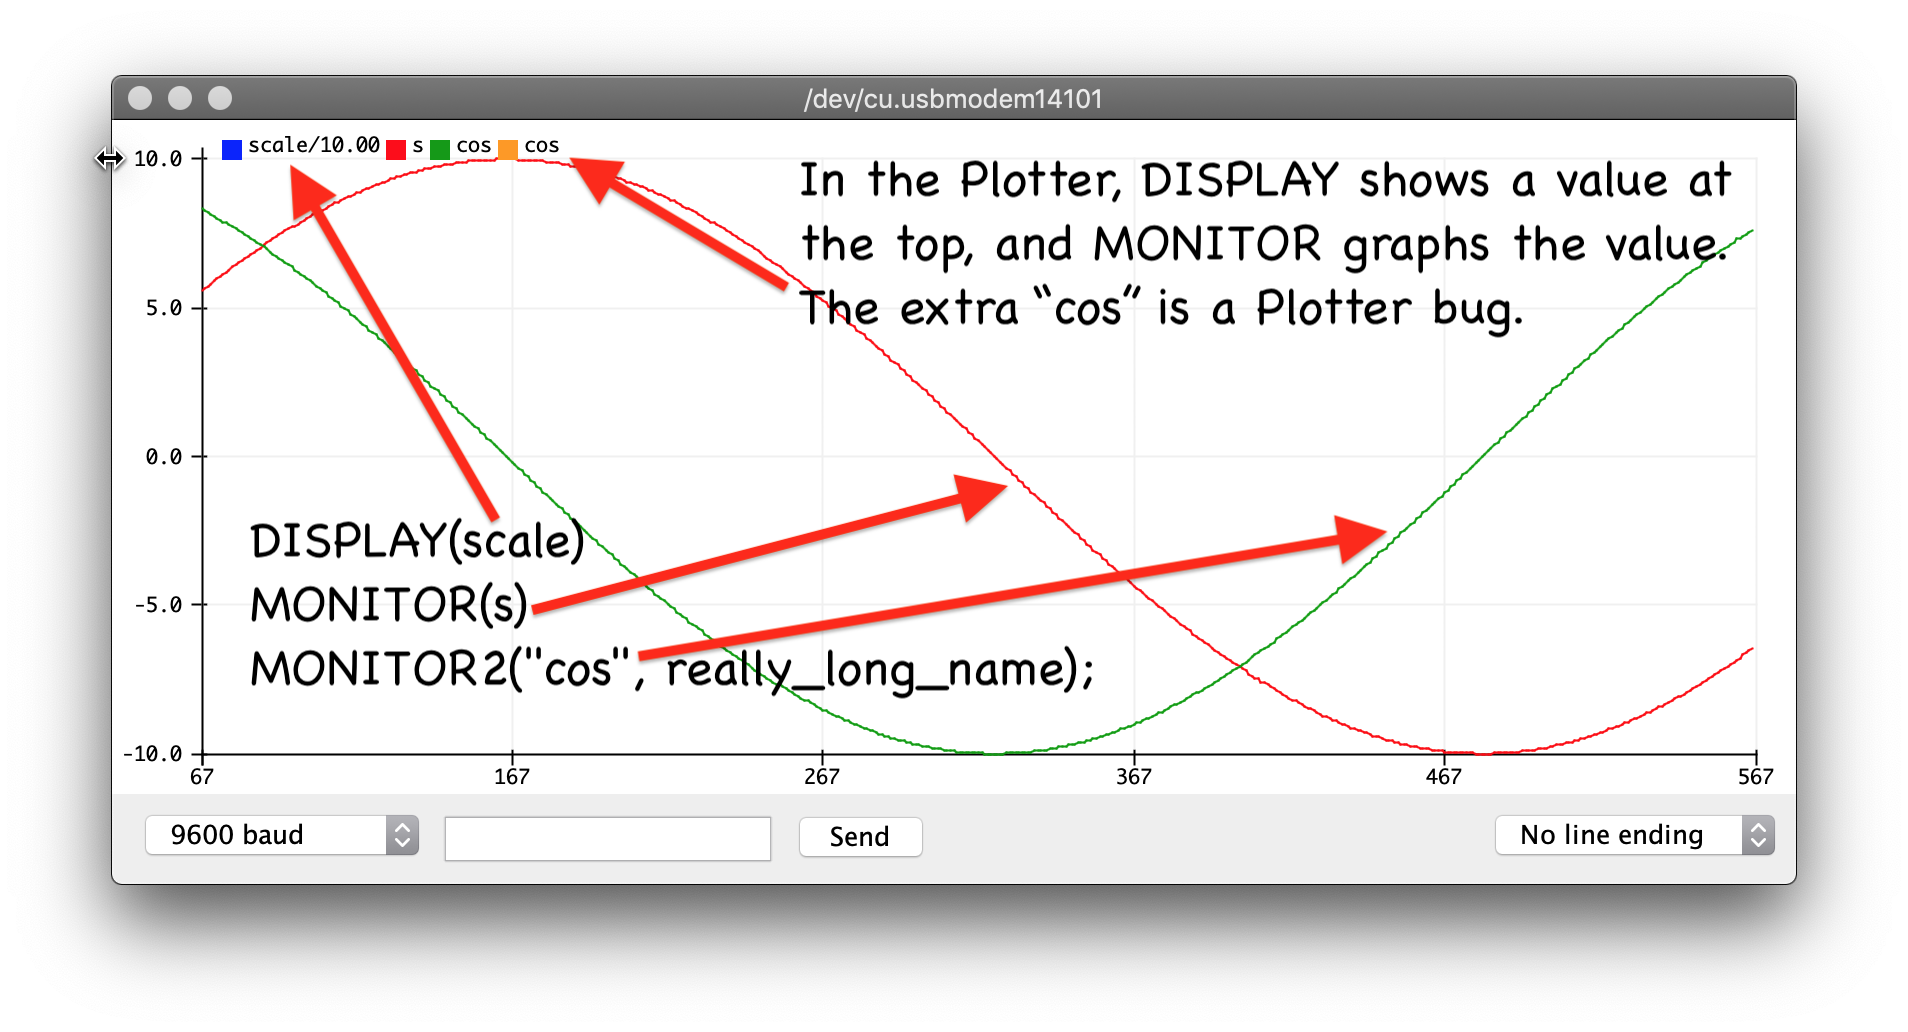 /dev/cu.usbmodem14101
scale/10.00 s cos cos
10.0
5.0
0.0
-5.0
-10.0
In the Plotter, DISPLAY shows a value at
the top, and MONITOR graphs the value.
The extra “cos” is a Plotter bug.
DISPLAY(scale)
MONITOR(s)
MONITOR2("cos", really_long_name);
67 167 267 367 467 567
9600 baud Send No line ending